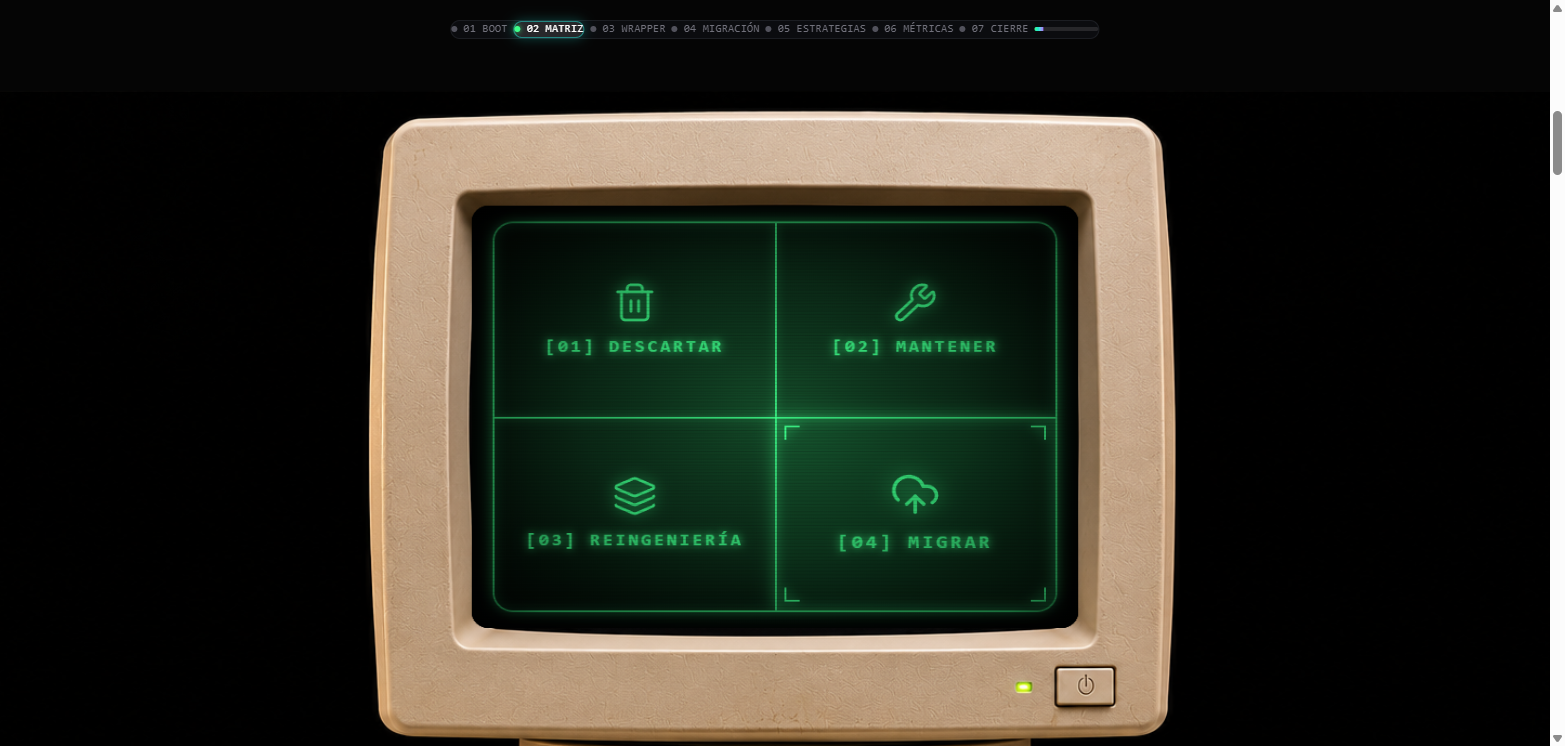 01 BOOT 02 MATRIZ 03 WRAPPER 04 MIGRACIÓN 05 ESTRATEGIAS 06 MÉTRICAS 07 CIERRE
[01] DESCARTAR
[02] MANTENER
[03] REINGENIERÍA
[04] MIGRAR